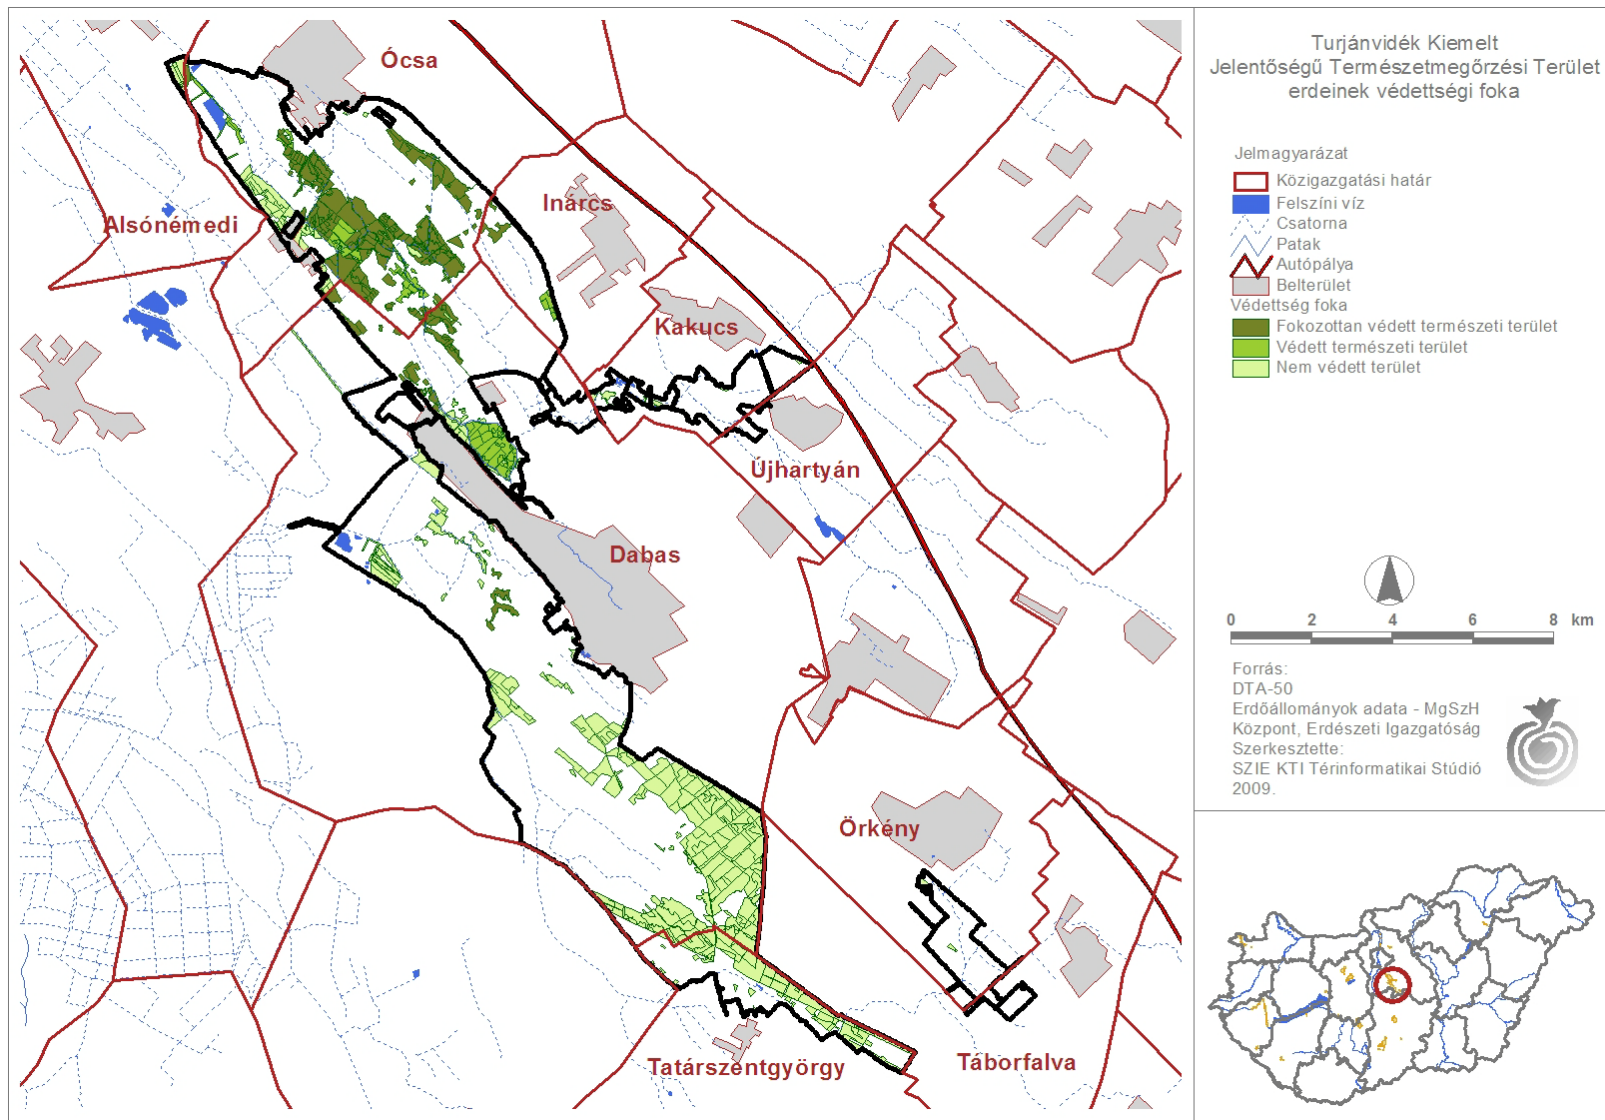 Turjánvidék Kiemelt
Jelentőségű Természetmegőrzési Terület
erdeinek védettségi foka
Jelmagyarázat
Közigazgatási határ
Felszíni víz
Csatorna
Patak
Autópálya
Belterület
Védettség foka
Fokozottan védett természeti terület
Védett természeti terület
Nem védett terület
0 2 4 6 8 km
Forrás:
DTA-50
Erdőállományok adata - MgSzH
Központ, Erdészeti Igazgatóság
Szerkesztette:
SZIE KTI Térinformatikai Stúdió
2009.
Ócsa
Alsónémedi
Inárcs
Kakucs
Újhartyán
Dabas
Örkény
Tatárszentgyörgy
Táborfalva